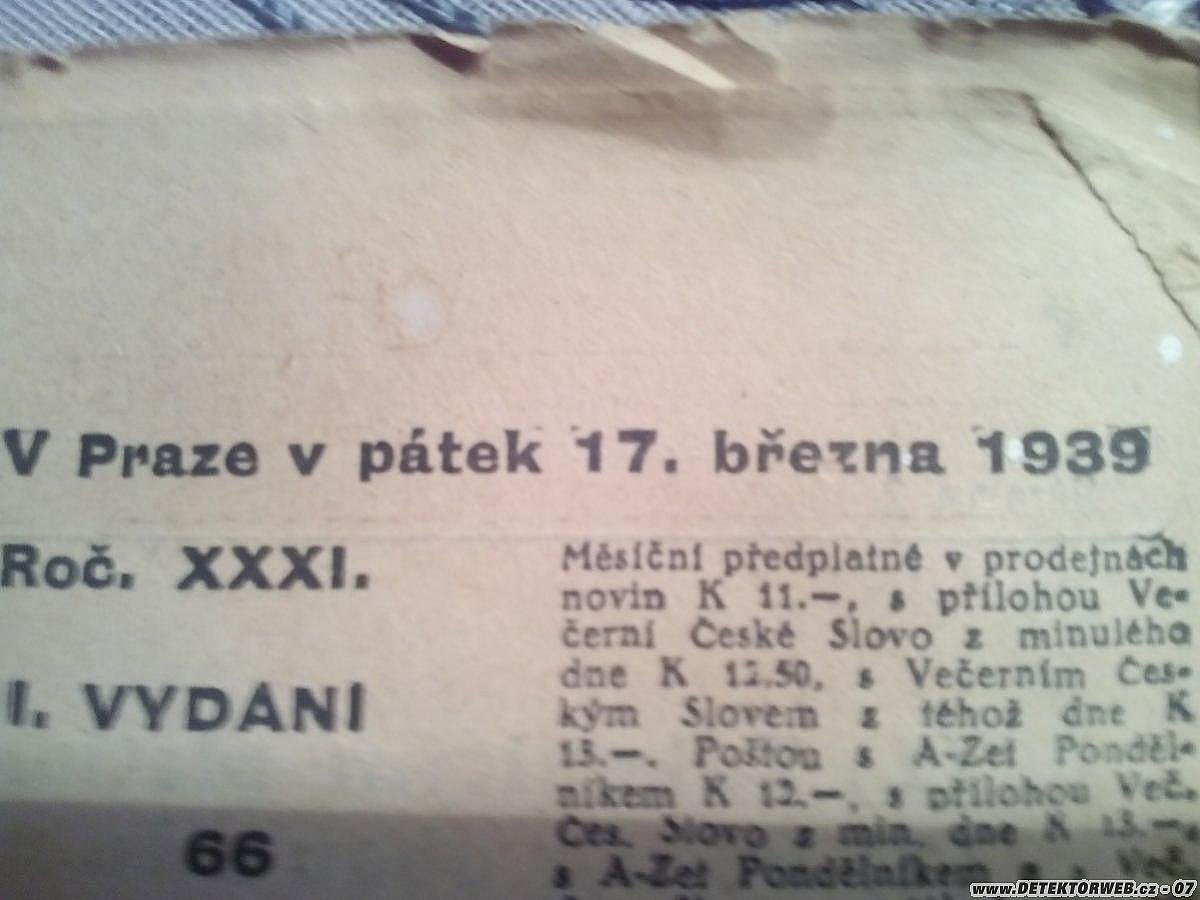 V Praze v pátek 17. března 1939
Roč. XXXI.
I. VYDÁNÍ
66
Měsíční předplatné v prodejnách
novin K 11.—, s přílohou Ve-
černí České Slovo z minulého
dne K 12.50, s Večerním Čes-
kým Slovem z téhož dne K
13.—. Poštou s A-Zet Ponděl-
níkem K 12.—, s přílohou Več.
Čes. Slovo z min. dne K 13.—,
s A-Zet Pondělníkem a Več.
www.DETEKTORWEB.cz - 07